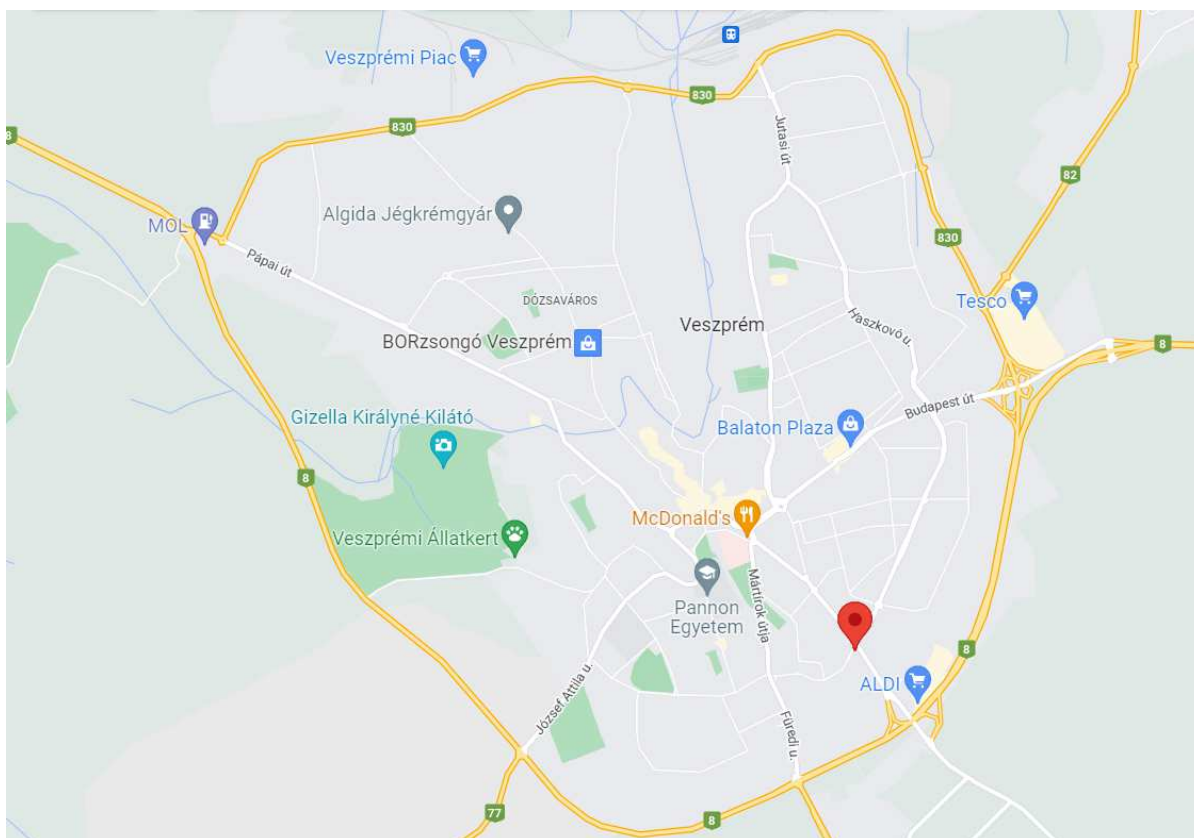 Veszprémi Piac
830
830
8
Jutasi út
82
Algida Jégkrémgyár
MOL
830
Pápai út
DÓZSAVÁROS
Tesco
Veszprém
BORzsongó Veszprém
Haszkovó u.
8
Budapest út
Gizella Királyné Kilátó
Balaton Plaza
8
McDonald's
Veszprémi Állatkert
Mártírok útja
Pannon
Egyetem
8
ALDI
József Attila u.
Füredi u.
77
8